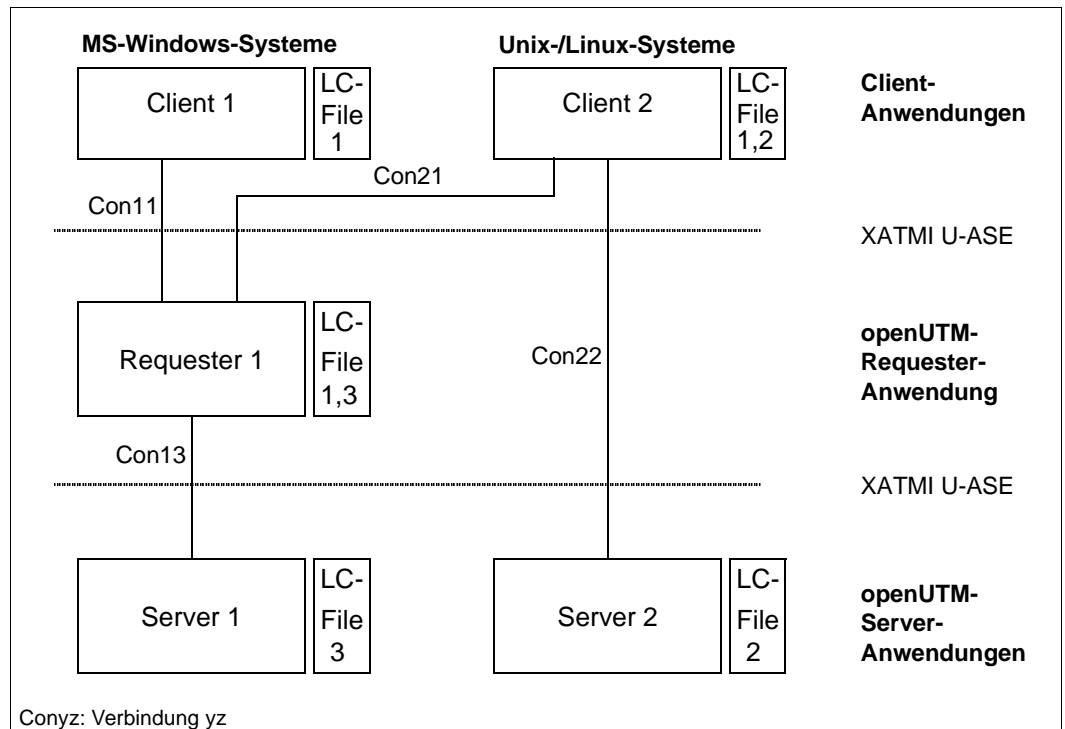 MS-Windows-Systeme
Unix-/Linux-Systeme
Client 1
LC-
File
1
Client 2
LC-
File
1,2
Client-
Anwendungen
Con11
Con21
XATMI U-ASE
Requester 1
LC-
File
1,3
Con22
openUTM-
Requester-
Anwendung
Con13
XATMI U-ASE
Server 1
LC-
File
3
Server 2
LC-
File
2
openUTM-
Server-
Anwendungen
Conyz: Verbindung yz